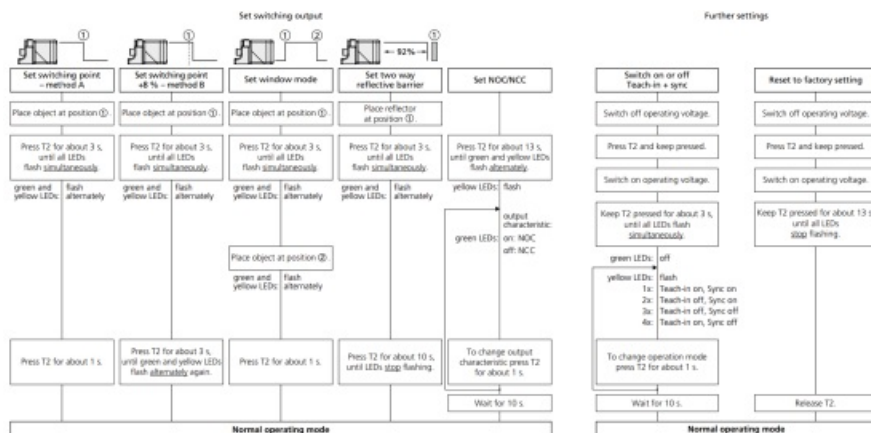 Set switching output
Further settings
① 
①
① ②
92% ①
Set switching point
– method A
Place object at position ①.
Press T2 for about 3 s,
until all LEDs
flash simultaneously.
green and yellow LEDs: flash alternately
Press T2 for about 1 s.
Set switching point
+8 % – method B
Place object at position ①.
Press T2 for about 3 s,
until all LEDs
flash simultaneously.
green and yellow LEDs: flash alternately
Press T2 for about 3 s,
until green and yellow LEDs
flash alternately again.
Set window mode
Place object at position ①.
Press T2 for about 3 s,
until all LEDs
flash simultaneously.
green and yellow LEDs: flash alternately
Place object at position ②.
green and yellow LEDs: flash alternately
Press T2 for about 1 s.
Set two way
reflective barrier
Place reflector
at position ①.
Press T2 for about 3 s,
until all LEDs
flash simultaneously.
green and yellow LEDs: flash alternately
Press T2 for about 10 s,
until LEDs stop flashing.
Set NOC/NCC
Press T2 for about 13 s,
until green and yellow LEDs
flash alternately.
yellow LEDs: flash
output
characteristic:
green LEDs: on: NOC
off: NCC
To change output
characteristic press T2
for about 1 s.
Wait for 10 s.
Normal operating mode
Switch on or off
Teach-in + sync
Switch off operating voltage.
Press T2 and keep pressed.
Switch on operating voltage.
Keep T2 pressed for about 3 s,
until all LEDs flash
simultaneously.
green LEDs: off
yellow LEDs: flash
1x: Teach-in on, Sync on
2x: Teach-in off, Sync on
3x: Teach-in off, Sync off
4x: Teach-in on, Sync off
To change operation mode
press T2 for about 1 s.
Wait for 10 s.
Reset to factory setting
Switch off operating voltage.
Press T2 and keep pressed.
Switch on operating voltage.
Keep T2 pressed for about 13 s
until all LEDs
stop flashing.
Release T2.
Normal operating mode